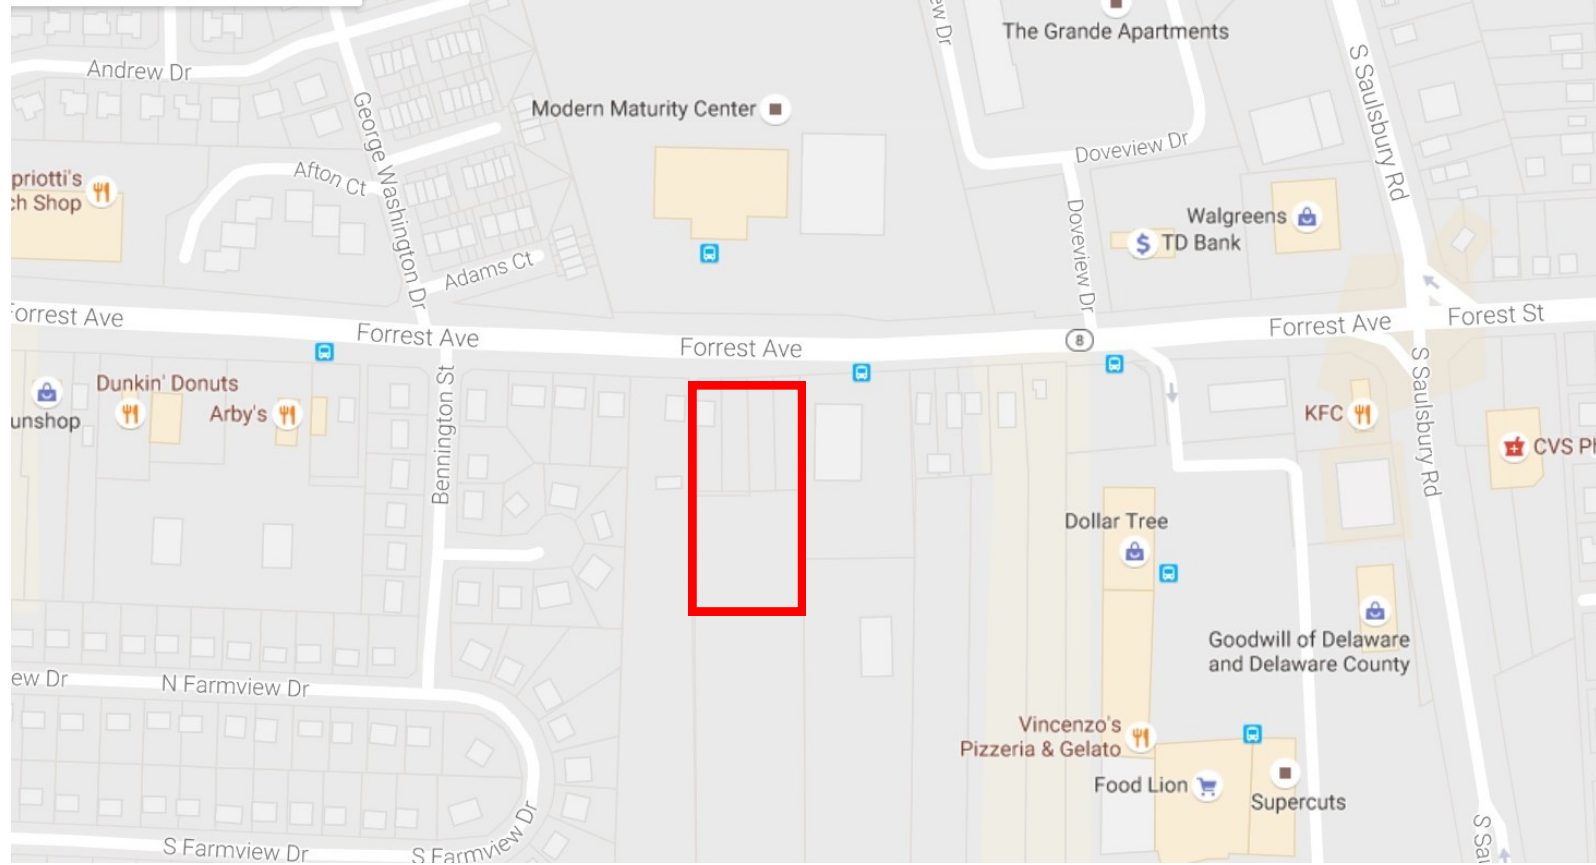 ew Dr
The Grande Apartments
Andrew Dr
S Saulsbury Rd
George Washington Dr
Modern Maturity Center
Doveview Dr
Afton Ct
priotti's
ch Shop
Walgreens
$ TD Bank
Doveview Dr
Adams Ct
orrest Ave
Forrest Ave
Forrest Ave
8
Forrest Ave
Forest St
Dunkin' Donuts
Arby's
unshop
Bennington St
KFC
S Saulsbury Rd
CVS P
Dollar Tree
Goodwill of Delaware
and Delaware County
ew Dr
N Farmview Dr
Vincenzo's
Pizzeria & Gelato
Food Lion
Supercuts
S Farmview Dr
S Farmview Dr
S Sau